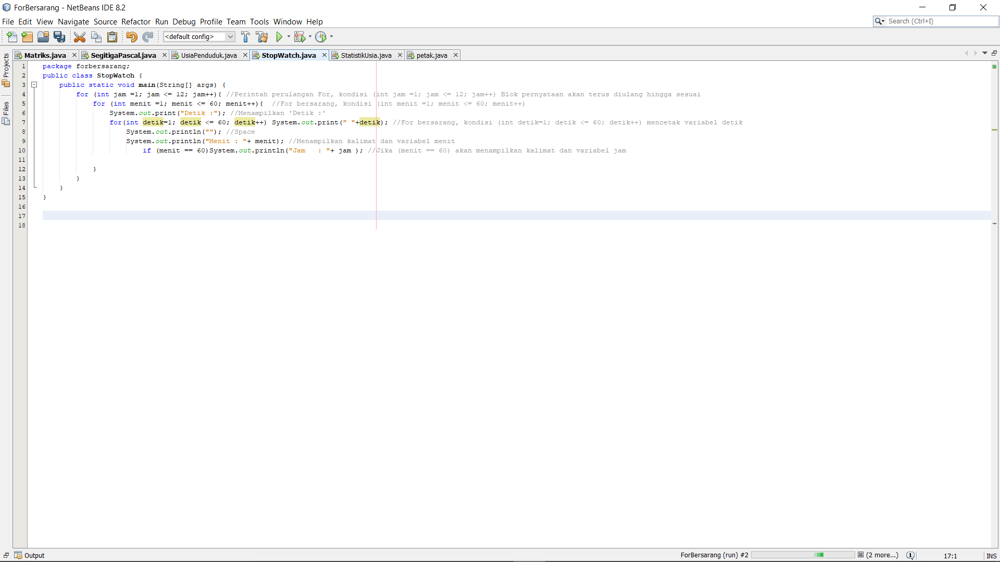 ForBersarang - NetBeans IDE 8.2
File Edit View Navigate Source Refactor Run Debug Profile Team Tools Window Help
Search (Ctrl+I)
<default config>
Matriks.java SegitigaPascal.java UsiaPenduduk.java StopWatch.java StatistikUsia.java petak.java
Projects
Files
1 package forbersarang;
2 public class StopWatch {
3 public static void main(String[] args) {
4 for (int jam =1; jam <= 12; jam++){ //Perintah perulangan For, kondisi (int jam =1; jam <= 12; jam++) Blok pernyataan akan terus diulang hingga sesuai
5 for (int menit =1; menit <= 60; menit++){  //For bersarang, kondisi (int menit =1; menit <= 60; menit++)
6 System.out.print("Detik :"); //Menampilkan 'Detik :'
7 for(int detik=1; detik <= 60; detik++) System.out.print(" "+detik); //For bersarang, kondisi (int detik=1; detik <= 60; detik++) mencetak variabel detik
8 System.out.println(""); //Space
9 System.out.println("Menit : "+ menit); //Menampilkan kalimat dan variabel menit
10 if (menit == 60)System.out.println("Jam   : "+ jam ); //Jika (menit == 60) akan menampilkan kalimat dan variabel jam
11
12 }
13 }
14 }
15 }
16
17
18
Output
ForBersarang (run) #2
(2 more...)
1
17:1
INS